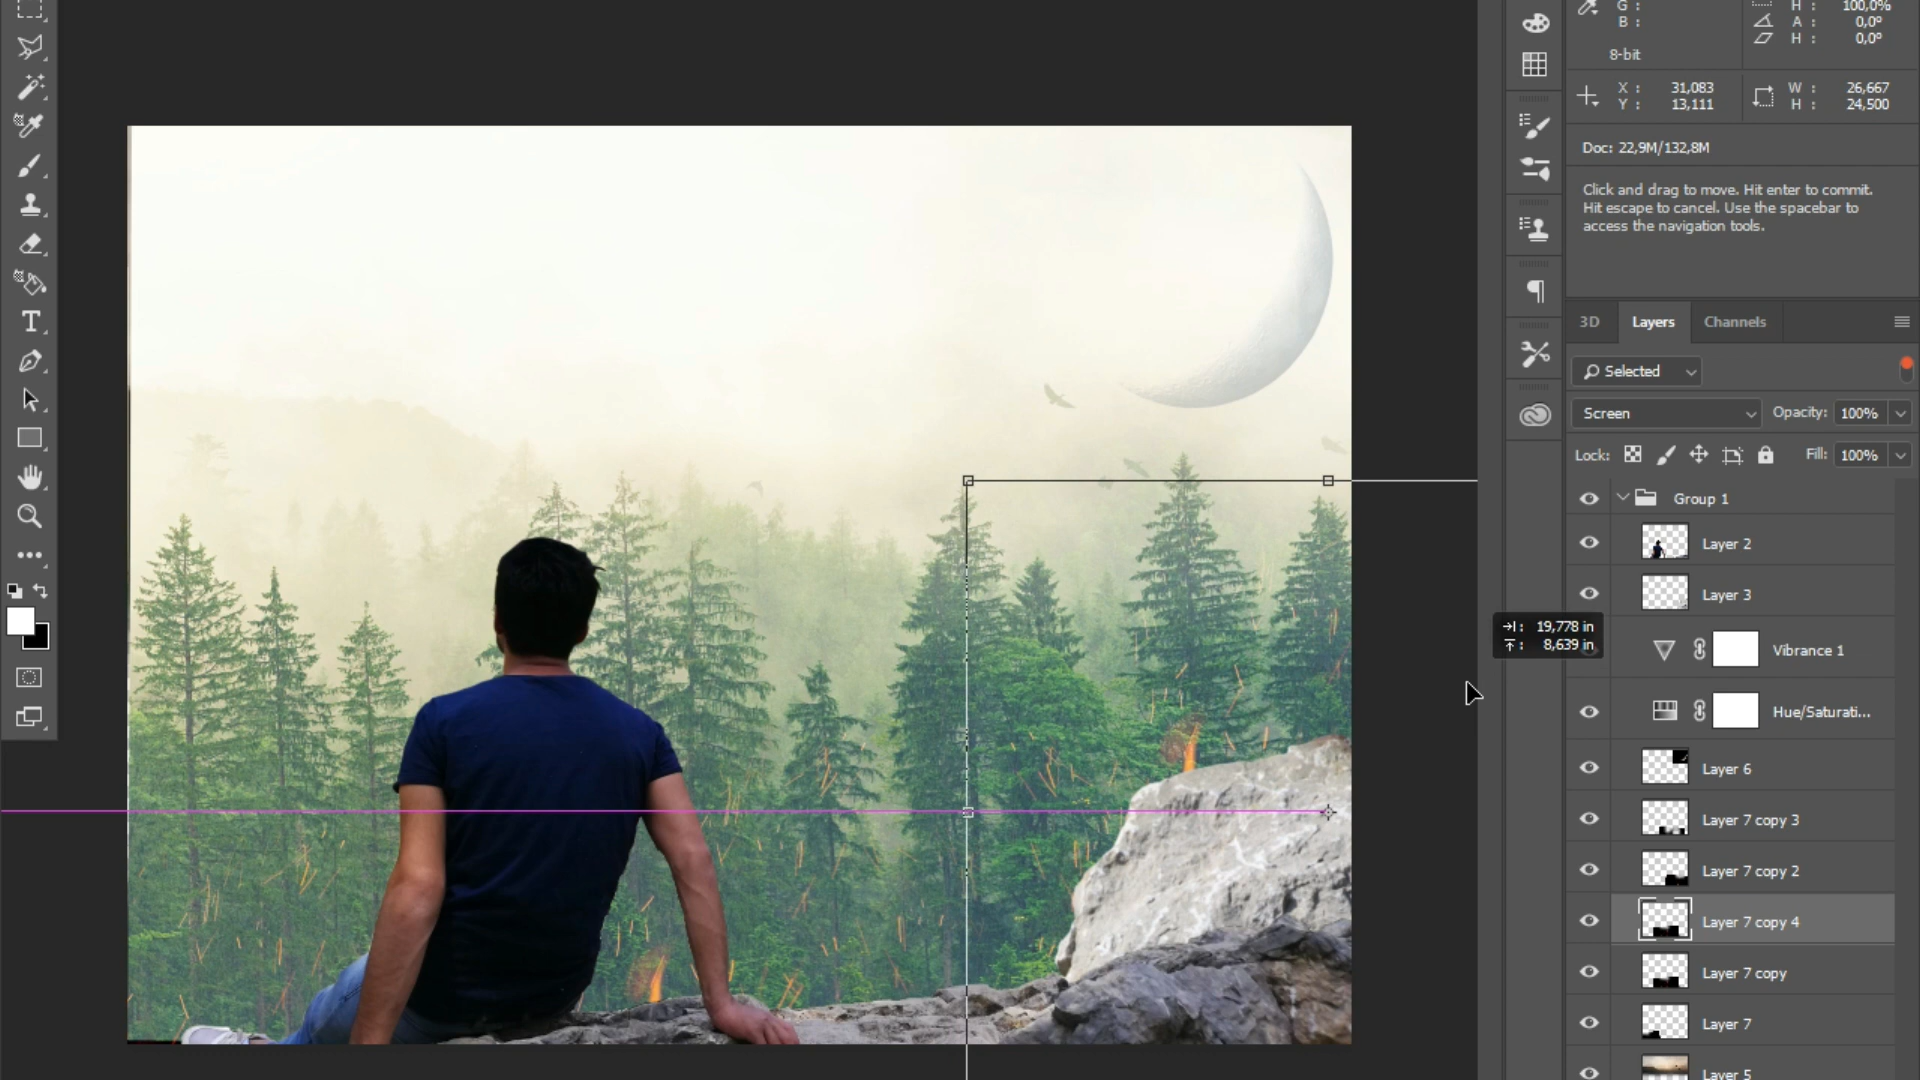 G :
B :
8-bit
H : 100,0%
A : 0,0º
H : 0,0º
X : 31,083
Y : 13,111
W : 26,667
H : 24,500
Doc: 22,9M/132,8M
Click and drag to move. Hit enter to commit.
Hit escape to cancel. Use the spacebar to
access the navigation tools.
3D Layers Channels
Selected
Screen Opacity: 100%
Lock: Fill: 100%
Group 1
Layer 2
Layer 3
19,778 in
8,639 in
Vibrance 1
Hue/Saturati...
Layer 6
Layer 7 copy 3
Layer 7 copy 2
Layer 7 copy 4
Layer 7 copy
Layer 7
Layer 5